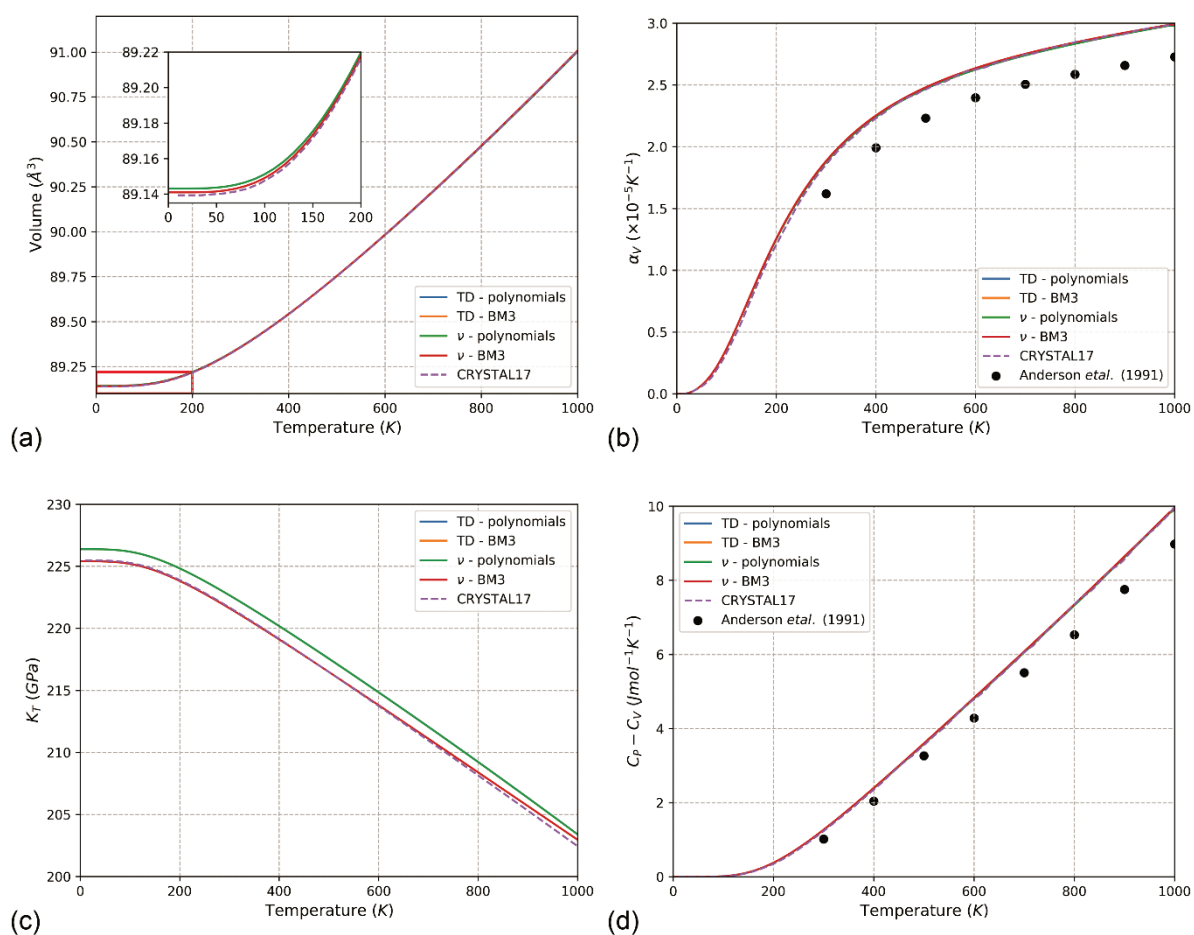 91.00
90.75
90.50
90.25
90.00
89.75
89.50
89.25
Volume (Å³)
89.22
89.20
89.18
89.16
89.14
0 50 100 150 200
TD - polynomials
TD - BM3
ν - polynomials
ν - BM3
CRYSTAL17
0 200 400 600 800 1000
Temperature (K)
(a)
3.0
2.5
2.0
1.5
1.0
0.5
0.0
α_V (×10⁻⁵K⁻¹)
TD - polynomials
TD - BM3
ν - polynomials
ν - BM3
CRYSTAL17
Anderson etal. (1991)
0 200 400 600 800 1000
Temperature (K)
(b)
230
225
220
215
210
205
200
K_T (GPa)
TD - polynomials
TD - BM3
ν - polynomials
ν - BM3
CRYSTAL17
0 200 400 600 800 1000
Temperature (K)
(c)
10
8
6
4
2
0
C_P − C_V (Jmol⁻¹K⁻¹)
TD - polynomials
TD - BM3
ν - polynomials
ν - BM3
CRYSTAL17
Anderson etal. (1991)
0 200 400 600 800 1000
Temperature (K)
(d)